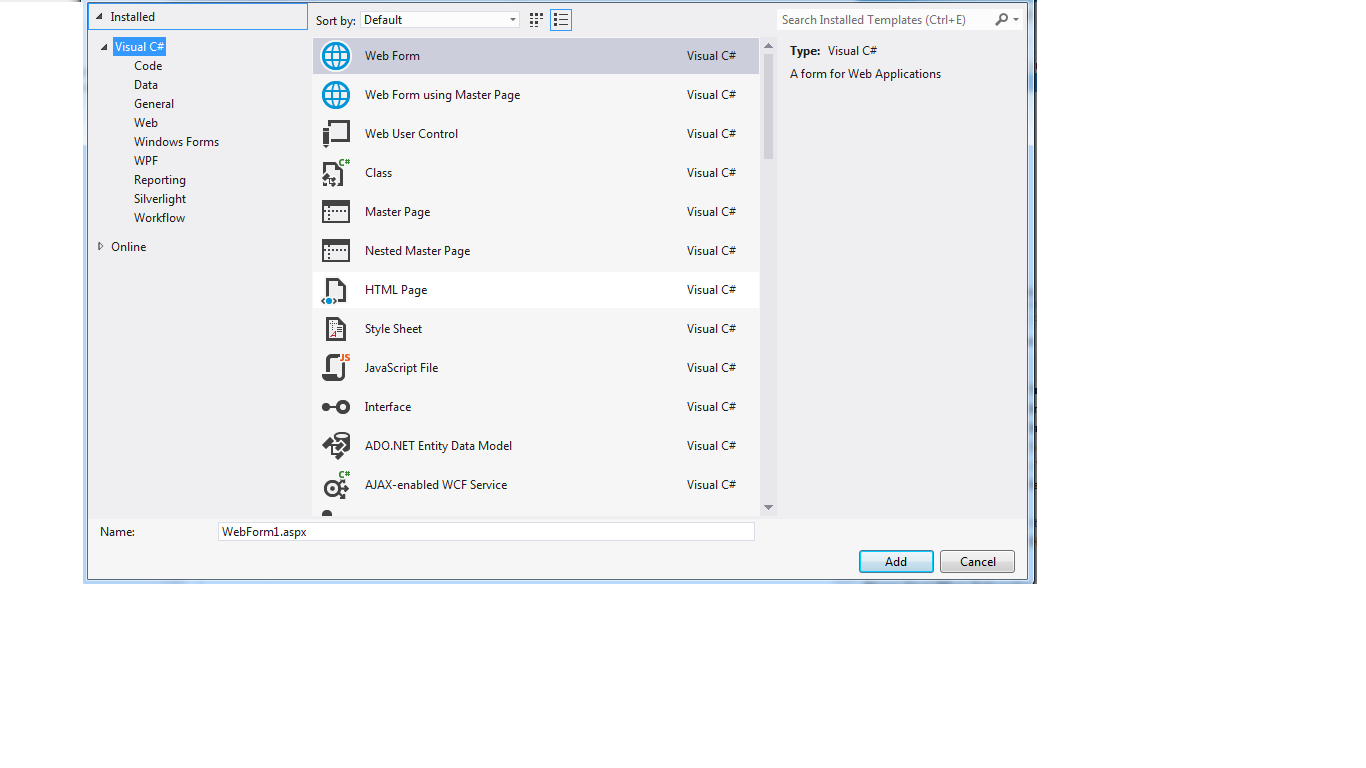 Installed
Sort by: Default
Search Installed Templates (Ctrl+E)
Visual C#
Code
Data
General
Web
Windows Forms
WPF
Reporting
Silverlight
Workflow
Online
Web Form Visual C#
Web Form using Master Page Visual C#
Web User Control Visual C#
C#
Class Visual C#
Master Page Visual C#
Nested Master Page Visual C#
HTML Page Visual C#
Style Sheet Visual C#
JS
JavaScript File Visual C#
Interface Visual C#
ADO.NET Entity Data Model Visual C#
C#
AJAX-enabled WCF Service Visual C#
Type: Visual C#
A form for Web Applications
Name: WebForm1.aspx
Add Cancel